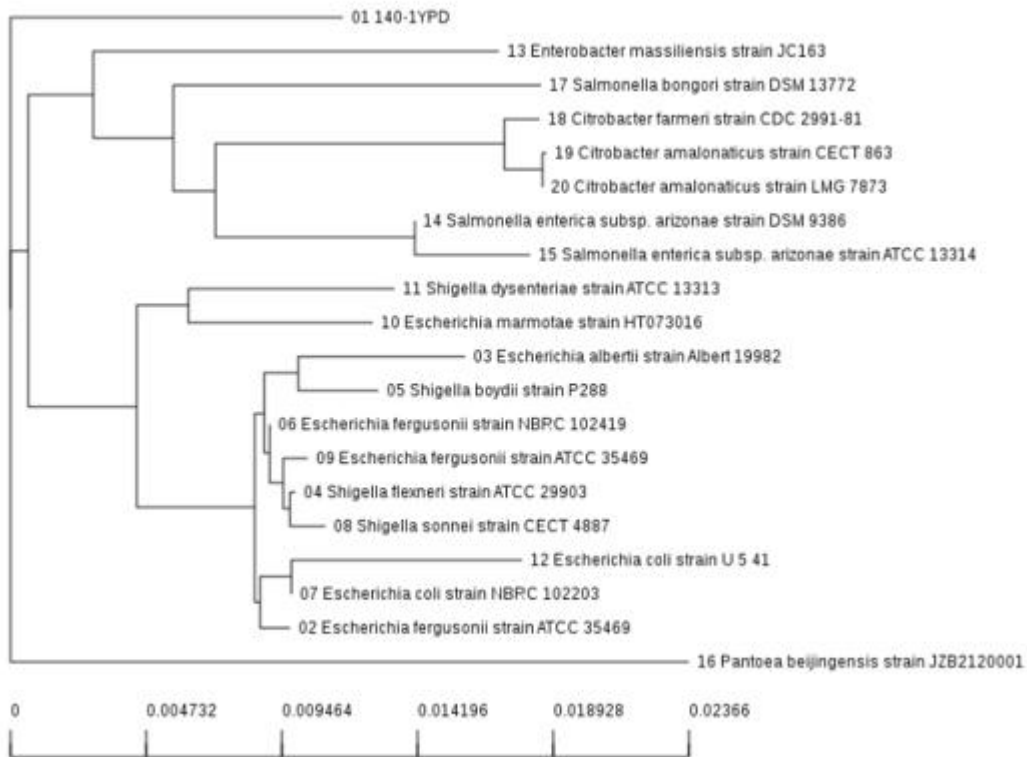 01 140-1YPD
13 Enterobacter massiliensis strain JC163
17 Salmonella bongori strain DSM 13772
18 Citrobacter farmeri strain CDC 2991-81
19 Citrobacter amalonaticus strain CECT 863
20 Citrobacter amalonaticus strain LMG 7873
14 Salmonella enterica subsp. arizonae strain DSM 9386
15 Salmonella enterica subsp. arizonae strain ATCC 13314
11 Shigella dysenteriae strain ATCC 13313
10 Escherichia marmotae strain HT073016
03 Escherichia albertii strain Albert 19982
05 Shigella boydii strain P288
06 Escherichia fergusonii strain NBRC 102419
09 Escherichia fergusonii strain ATCC 35469
04 Shigella flexneri strain ATCC 29903
08 Shigella sonnei strain CECT 4887
12 Escherichia coli strain U 5 41
07 Escherichia coli strain NBRC 102203
02 Escherichia fergusonii strain ATCC 35469
16 Pantoea beijingensis strain JZB2120001
0 0.004732 0.009464 0.014196 0.018928 0.02366